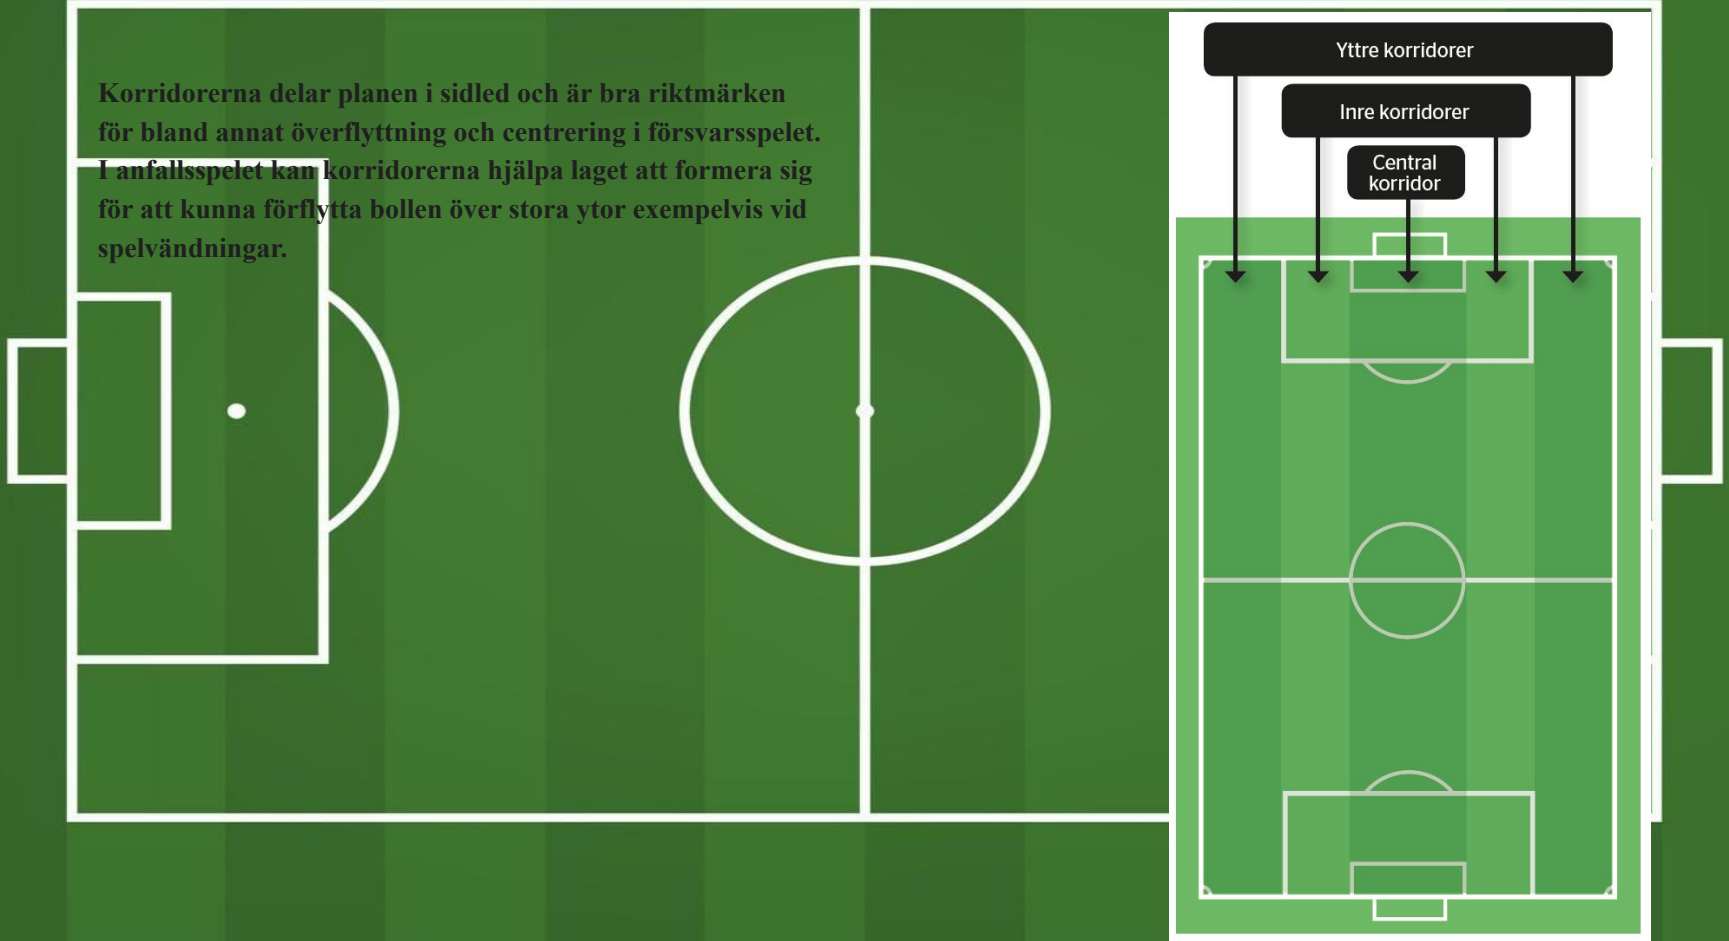 Korridorerna delar planen i sidled och är bra riktmärken
för bland annat överflyttning och centrering i försvarsspelet.
I anfallsspelet kan korridorerna hjälpa laget att formera sig
för att kunna förflytta bollen över stora ytor exempelvis vid
spelvändningar.
Yttre korridorer
Inre korridorer
Central
korridor